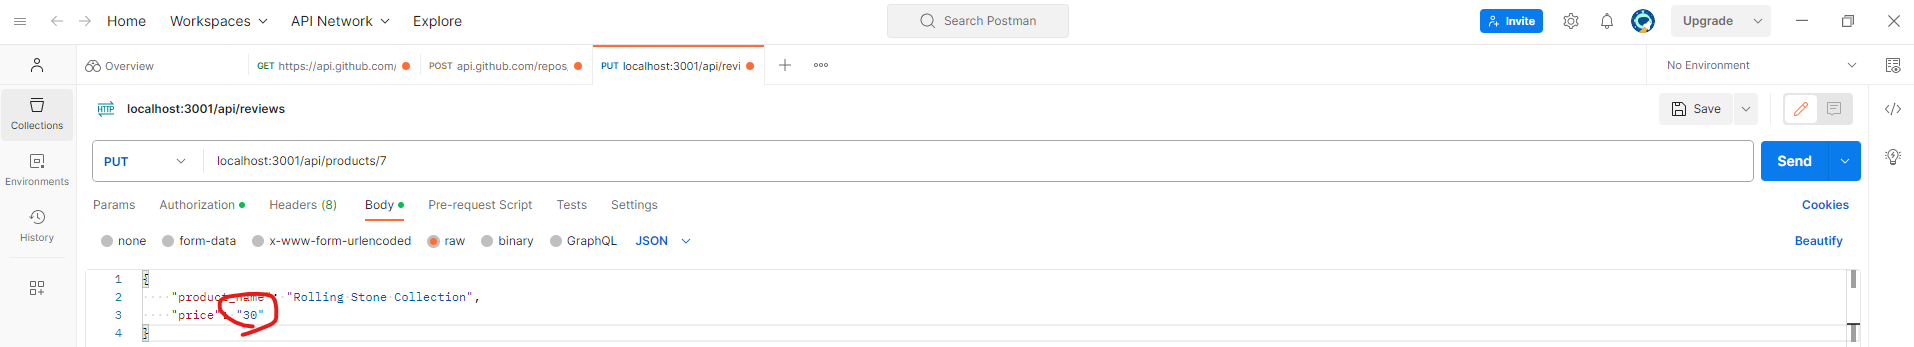 Home Workspaces API Network Explore Search Postman Invite Upgrade
Overview GET https://api.github.com/ POST api.github.com/repos, PUT localhost:3001/api/revi No Environment
localhost:3001/api/reviews Save
Collections
PUT localhost:3001/api/products/7 Send
Environments
Params Authorization Headers (8) Body Pre-request Script Tests Settings Cookies
History
none form-data x-www-form-urlencoded raw binary GraphQL JSON Beautify
1 {
2 "product_name": "Rolling Stone Collection",
3 "price": "30"
4 }